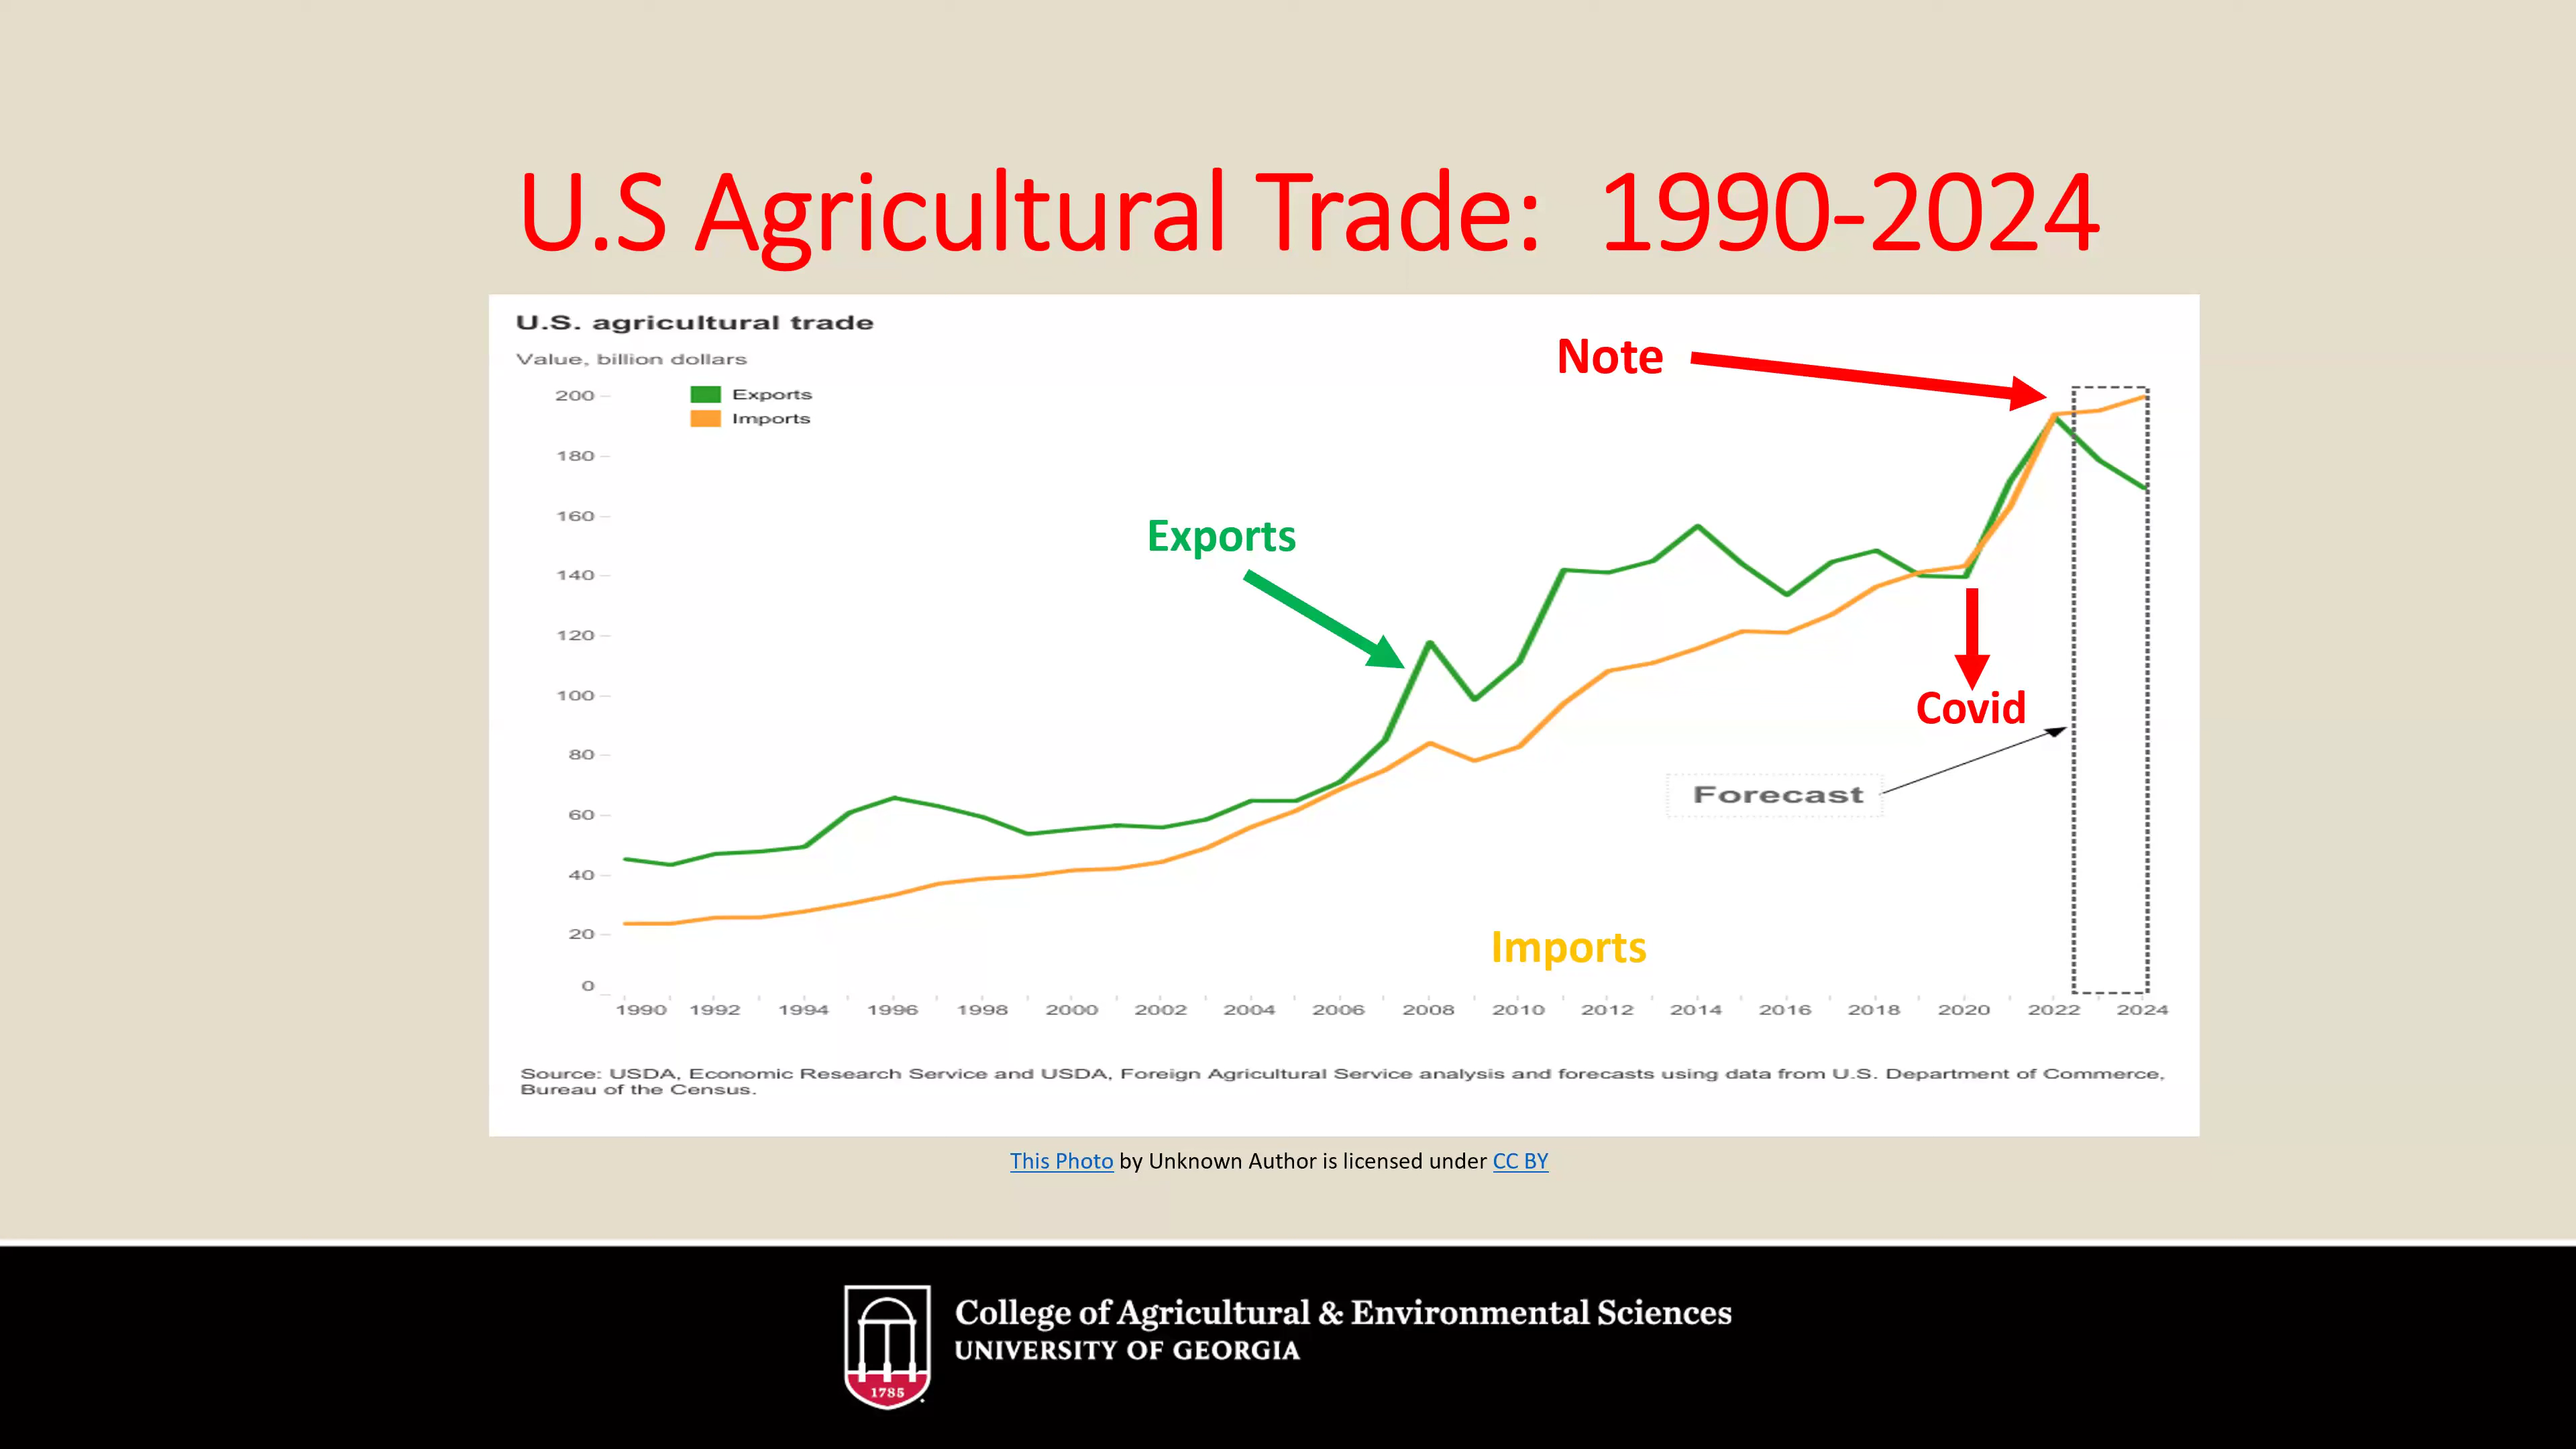 U.S Agricultural Trade:  1990-2024
U.S. agricultural trade
Value, billion dollars
Note
200
Exports
Imports
180
160
Exports
140
120
100
Covid
80
Forecast
60
40
20
Imports
0
1990 1992 1994 1996 1998 2000 2002 2004 2006 2008 2010 2012 2014 2016 2018 2020 2022 2024
Source: USDA, Economic Research Service and USDA, Foreign Agricultural Service analysis and forecasts using data from U.S. Department of Commerce,
Bureau of the Census.
This Photo by Unknown Author is licensed under CC BY
College of Agricultural & Environmental Sciences
UNIVERSITY OF GEORGIA
1785